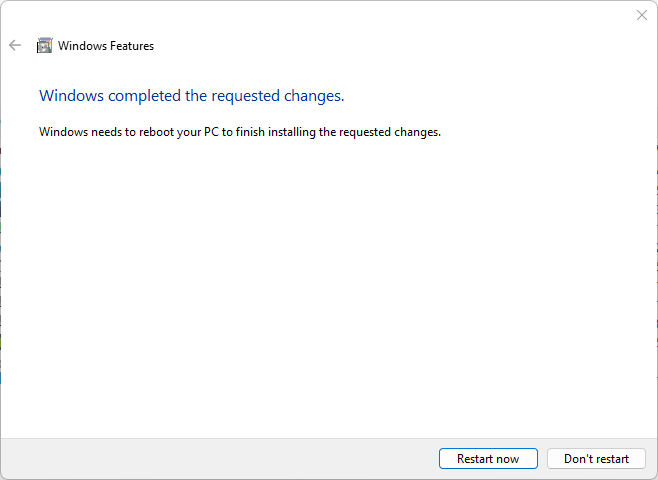 Windows Features
Windows completed the requested changes.
Windows needs to reboot your PC to finish installing the requested changes.
Restart now
Don't restart